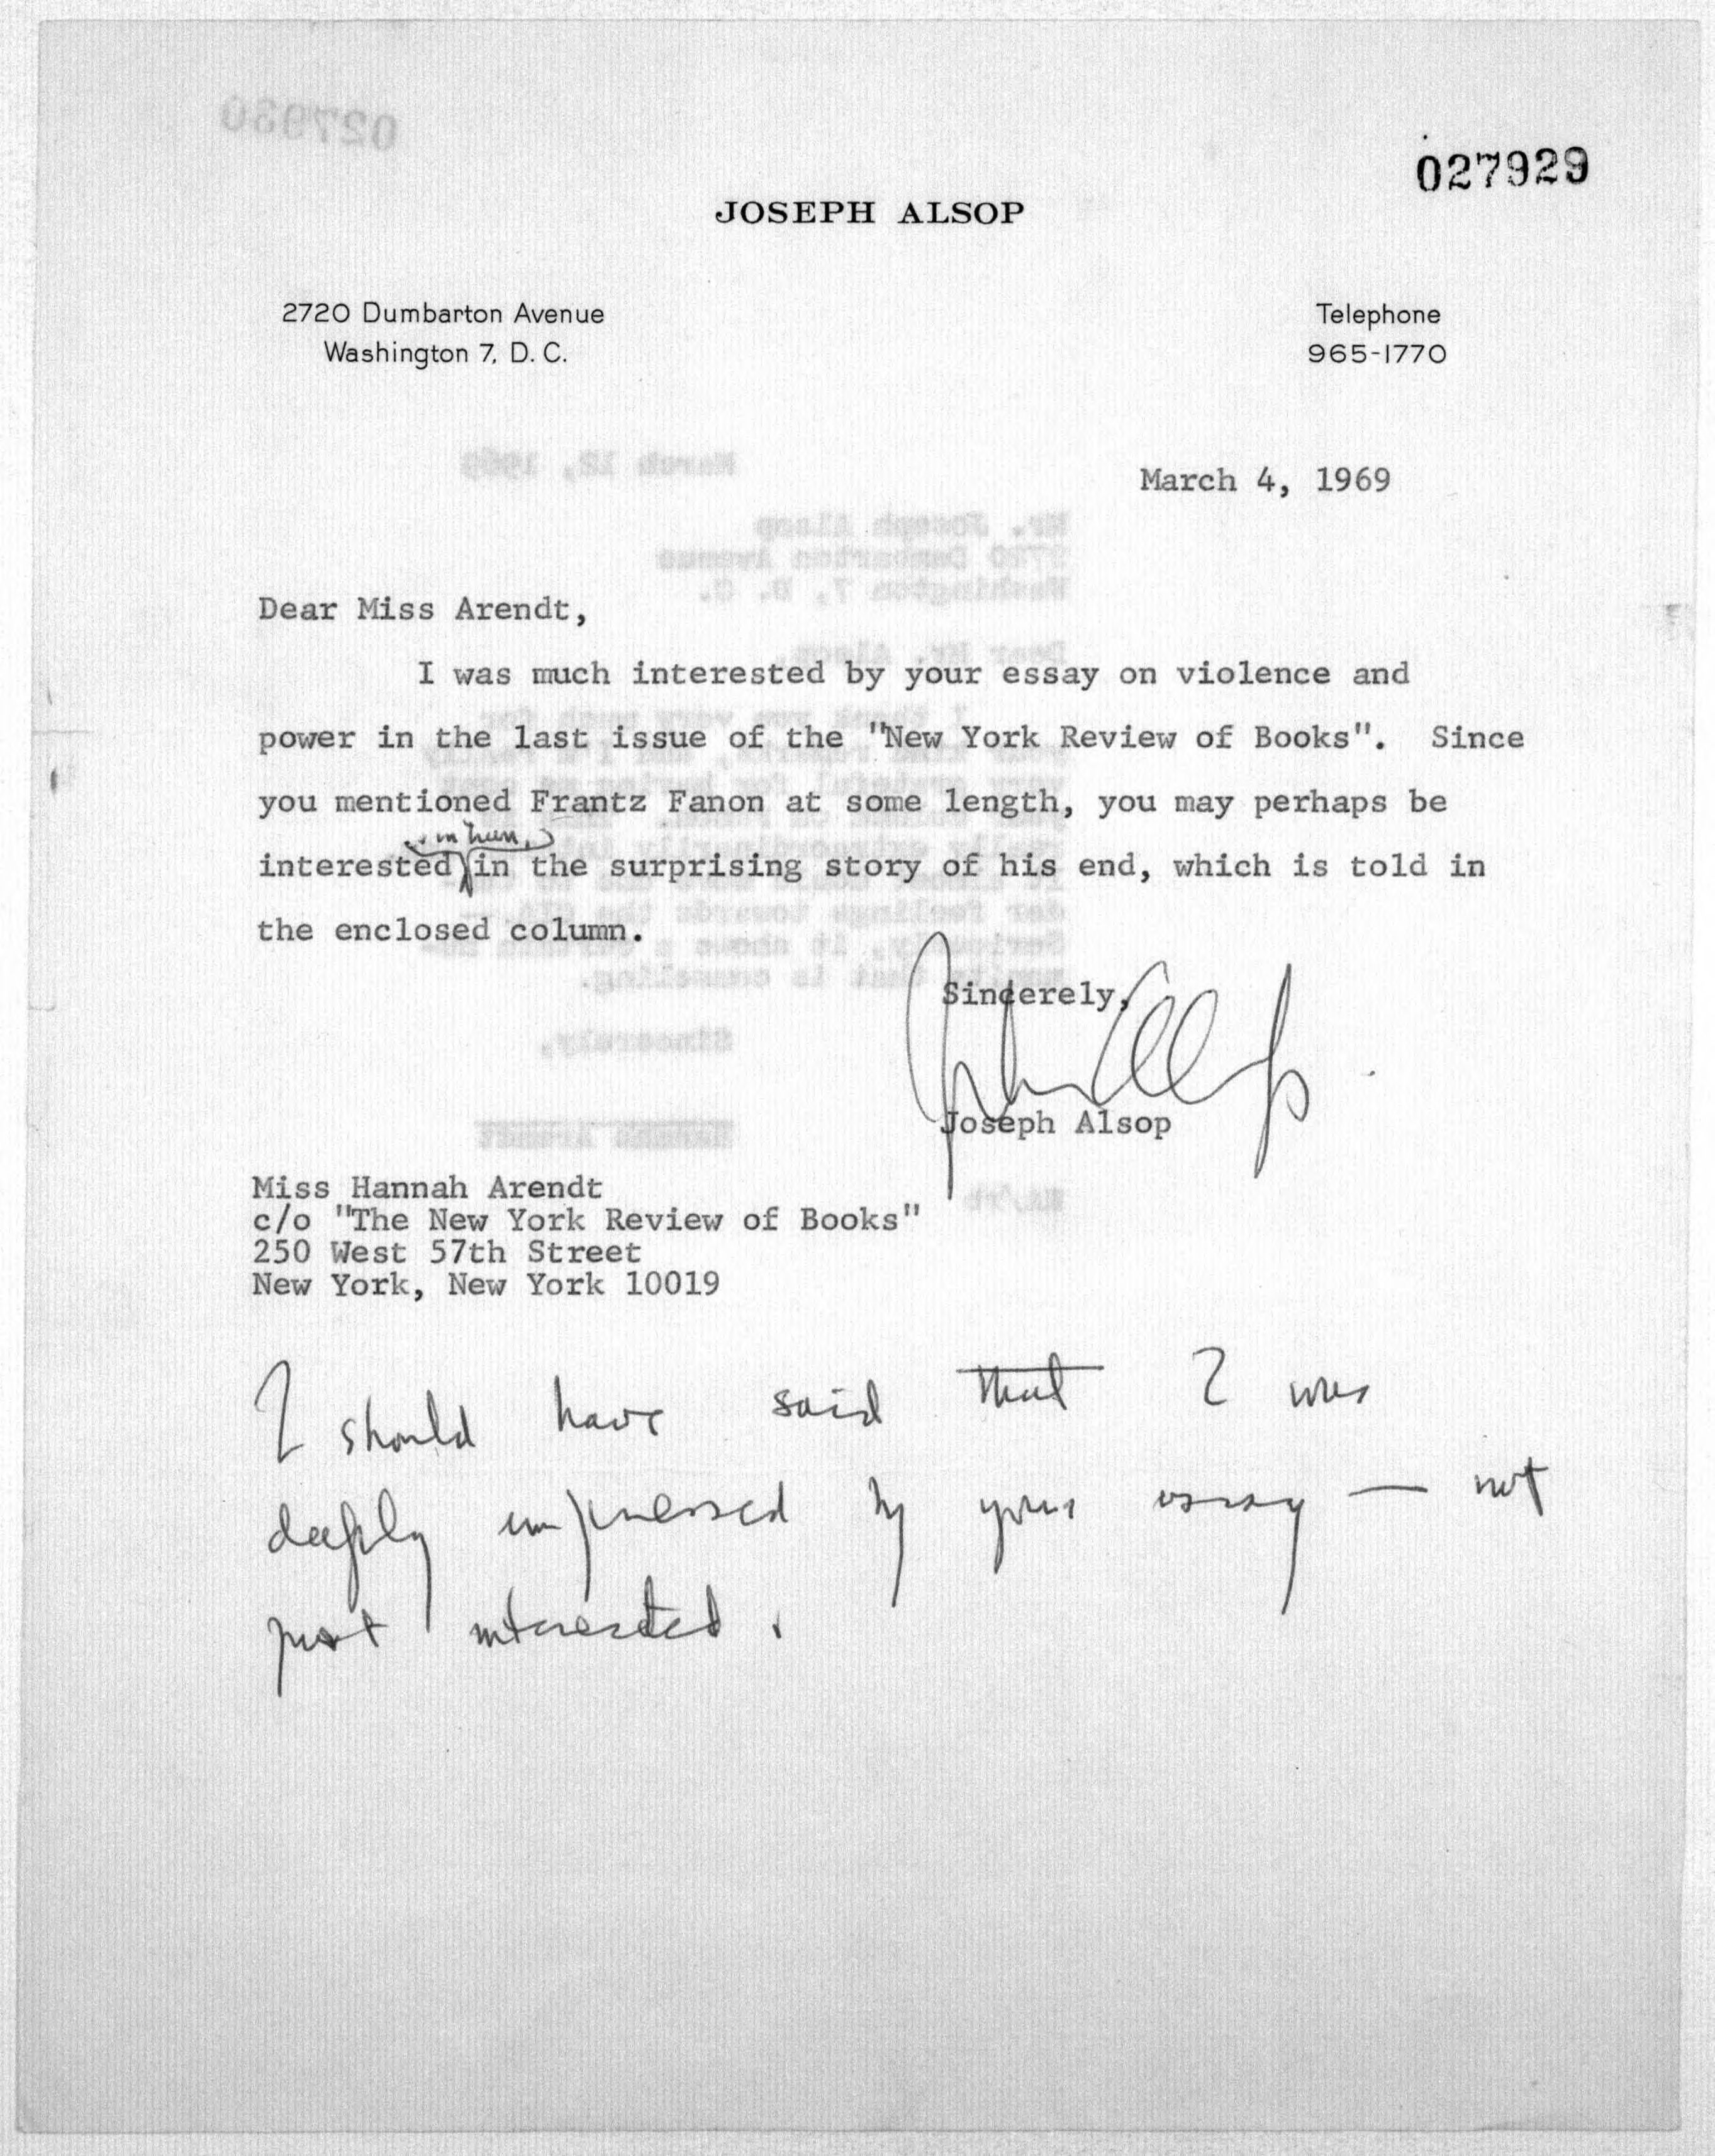 027929
JOSEPH ALSOP
2720 Dumbarton Avenue
Washington 7, D. C.
Telephone
965-1770
March 4, 1969
Dear Miss Arendt,
I was much interested by your essay on violence and
power in the last issue of the "New York Review of Books". Since
you mentioned Frantz Fanon at some length, you may perhaps be
in turn,
interested in the surprising story of his end, which is told in
the enclosed column.
Sincerely,
Joseph Alsop
Miss Hannah Arendt
c/o "The New York Review of Books"
250 West 57th Street
New York, New York 10019
I should have said that I was
deeply impressed by your essay — not
just interested.